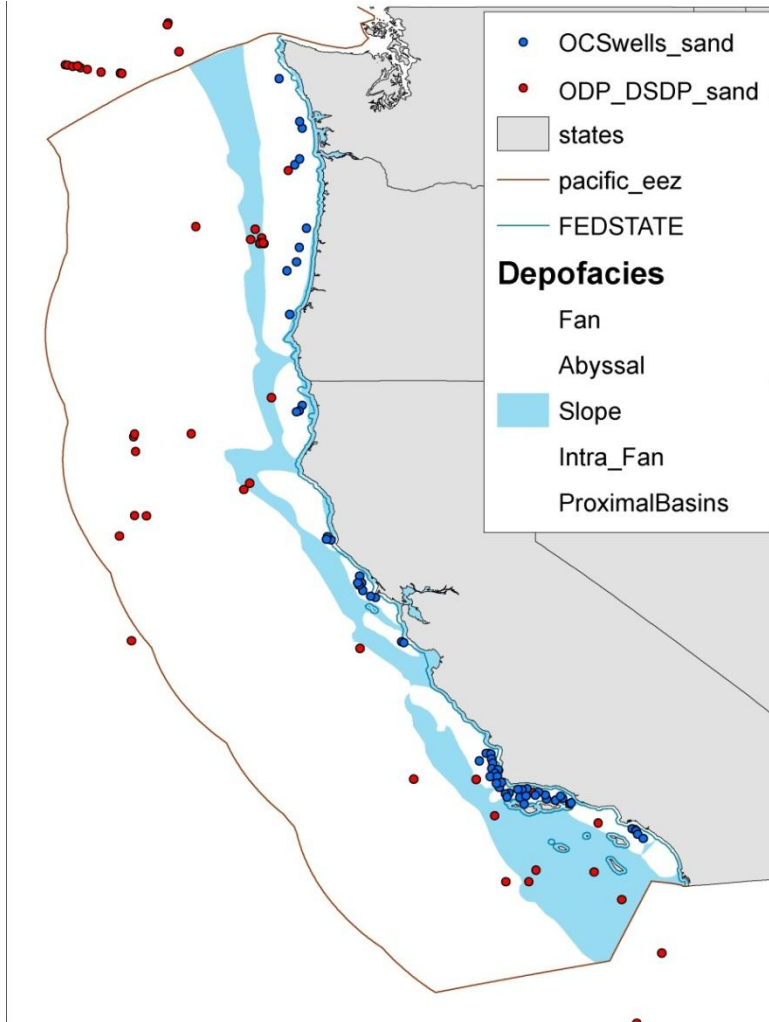 OCSwells_sand
ODP_DSDP_sand
states
pacific_eez
FEDSTATE
Depofacies
Fan
Abyssal
Slope
Intra_Fan
ProximalBasins